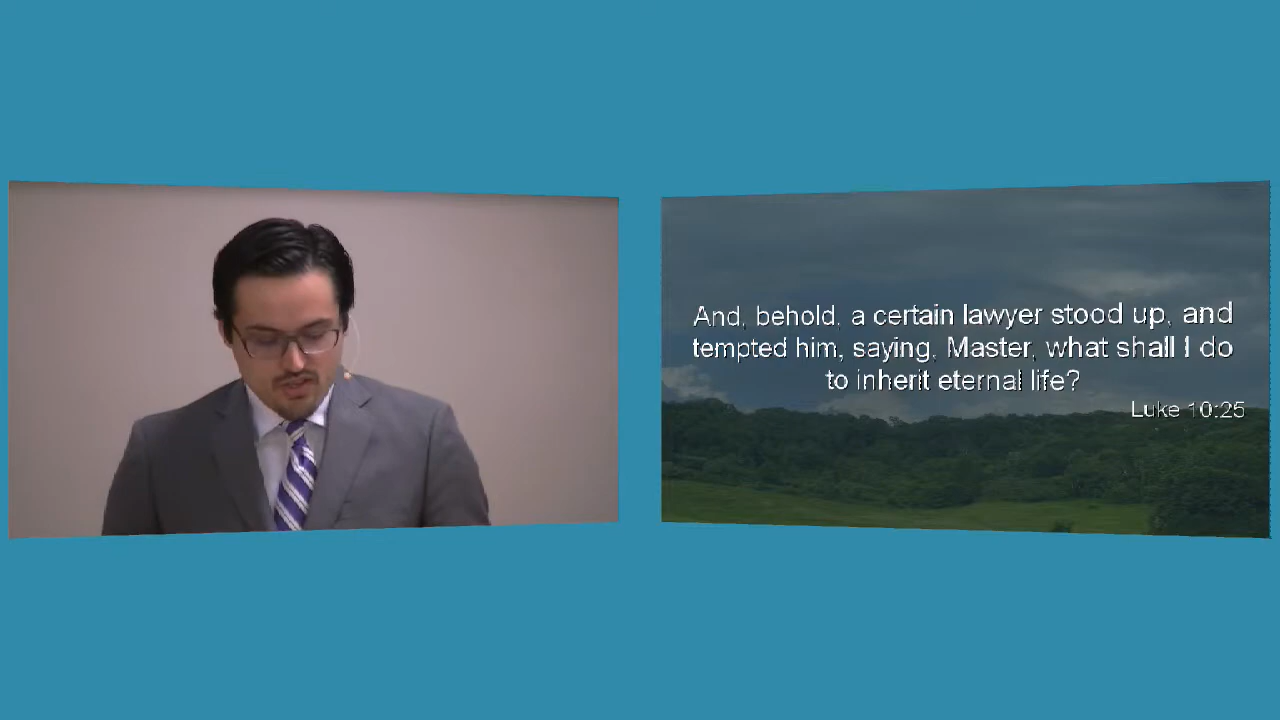 And, behold, a certain lawyer stood up, and
tempted him, saying, Master, what shall I do
to inherit eternal life?
Luke 10:25